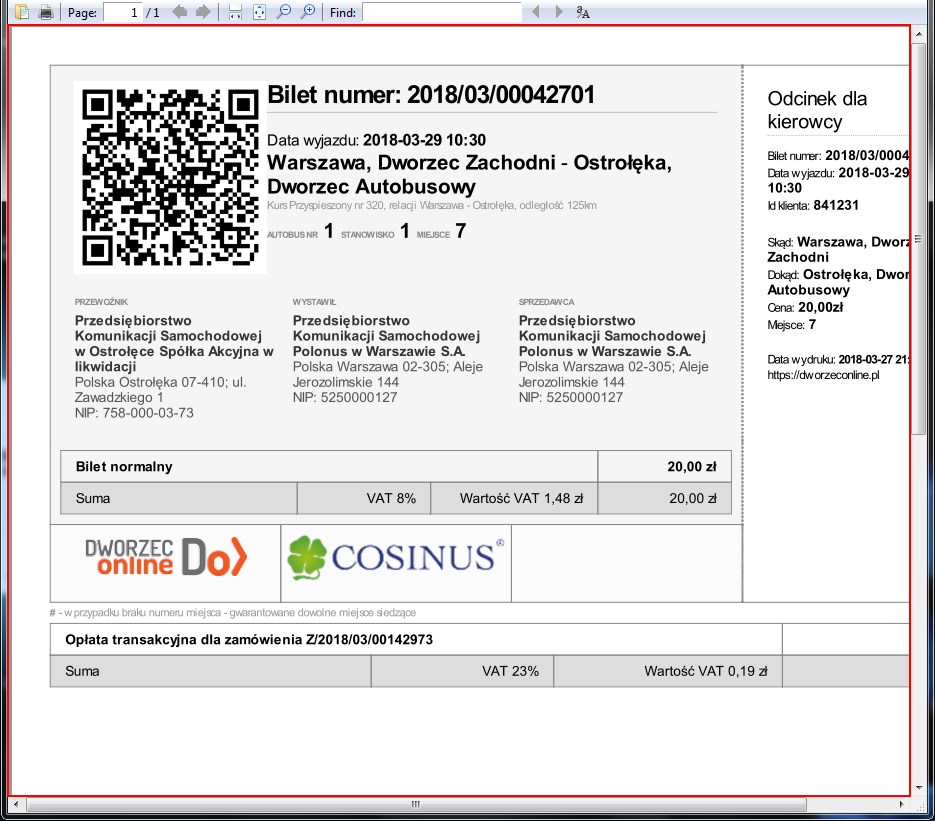 Page: 1 / 1 Find:
Bilet numer: 2018/03/00042701
Data wyjazdu: 2018-03-29 10:30
Warszawa, Dworzec Zachodni - Ostrołęka,
Dworzec Autobusowy
Kurs Przyspieszony nr 320, relacji Warszawa - Ostrołęka, odległość 125km
AUTOBUS NR 1 STANOWISKO 1 MIEJSCE 7
PRZEWOŹNIK
Przedsiębiorstwo
Komunikacji Samochodowej
w Ostrołęce Spółka Akcyjna w
likwidacji
Polska Ostrołęka 07-410; ul.
Zawadzkiego 1
NIP: 758-000-03-73
WYSTAWIŁ
Przedsiębiorstwo
Komunikacji Samochodowej
Polonus w Warszawie S.A.
Polska Warszawa 02-305; Aleje
Jerozolimskie 144
NIP: 5250000127
SPRZEDAWCA
Przedsiębiorstwo
Komunikacji Samochodowej
Polonus w Warszawie S.A.
Polska Warszawa 02-305; Aleje
Jerozolimskie 144
NIP: 5250000127
Bilet normalny 20,00 zł
Suma VAT 8% Wartość VAT 1,48 zł 20,00 zł
DWORZEC
online Do
COSINUS®
Odcinek dla
kierowcy
Bilet numer: 2018/03/0004
Data wyjazdu: 2018-03-29
10:30
Id klienta: 841231
Skąd: Warszawa, Dworz
Zachodni
Dokąd: Ostrołęka, Dwor
Autobusowy
Cena: 20,00zł
Miejsce: 7
Data wydruku: 2018-03-27 21:
https://dworzeconline.pl
# - w przypadku braku numeru miejsca - gwarantowane dowolne miejsce siedzące
Opłata transakcyjna dla zamówienia Z/2018/03/00142973
Suma VAT 23% Wartość VAT 0,19 zł